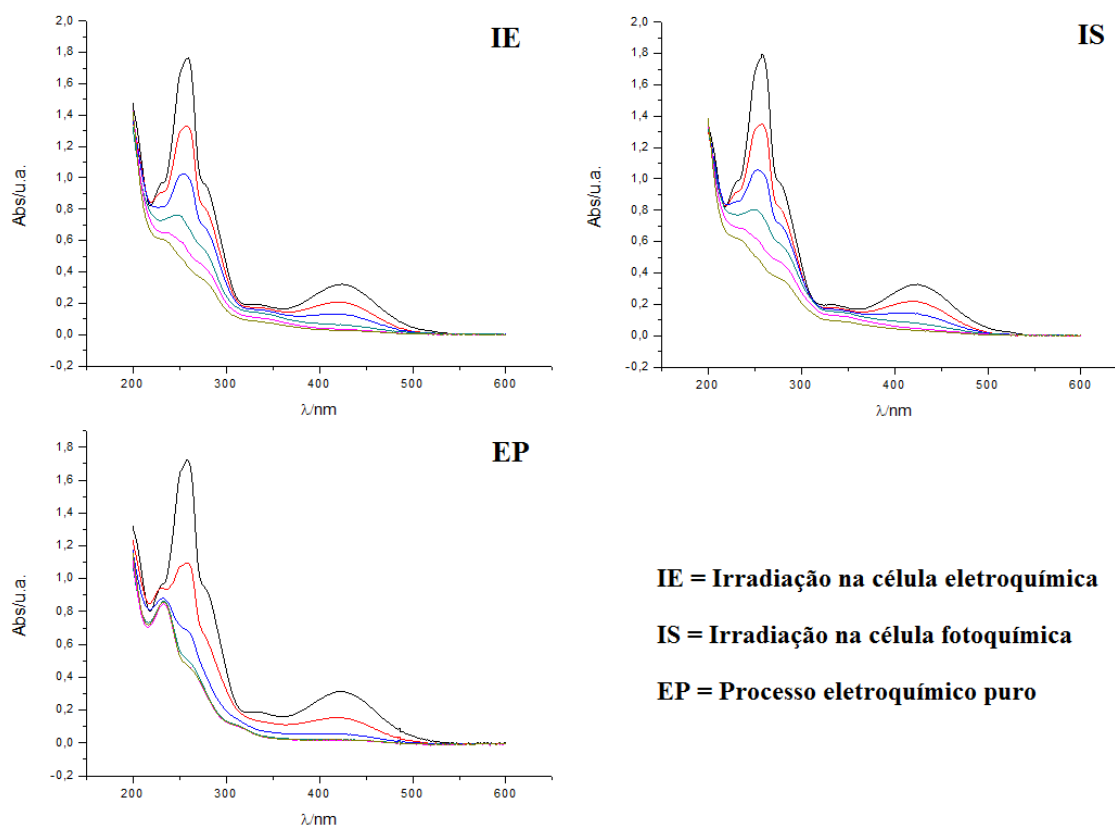 IE
2,0
1,8
1,6
1,4
1,2
1,0
0,8
0,6
0,4
0,2
0,0
-0,2
Abs/u.a.
200 300 400 500 600
λ/nm
IS
2,0
1,8
1,6
1,4
1,2
1,0
0,8
0,6
0,4
0,2
0,0
-0,2
Abs/u.a.
200 300 400 500 600
λ/nm
EP
1,8
1,6
1,4
1,2
1,0
0,8
0,6
0,4
0,2
0,0
-0,2
Abs/u.a.
200 300 400 500 600
λ/nm
IE = Irradiação na célula eletroquímica
IS = Irradiação na célula fotoquímica
EP = Processo eletroquímico puro